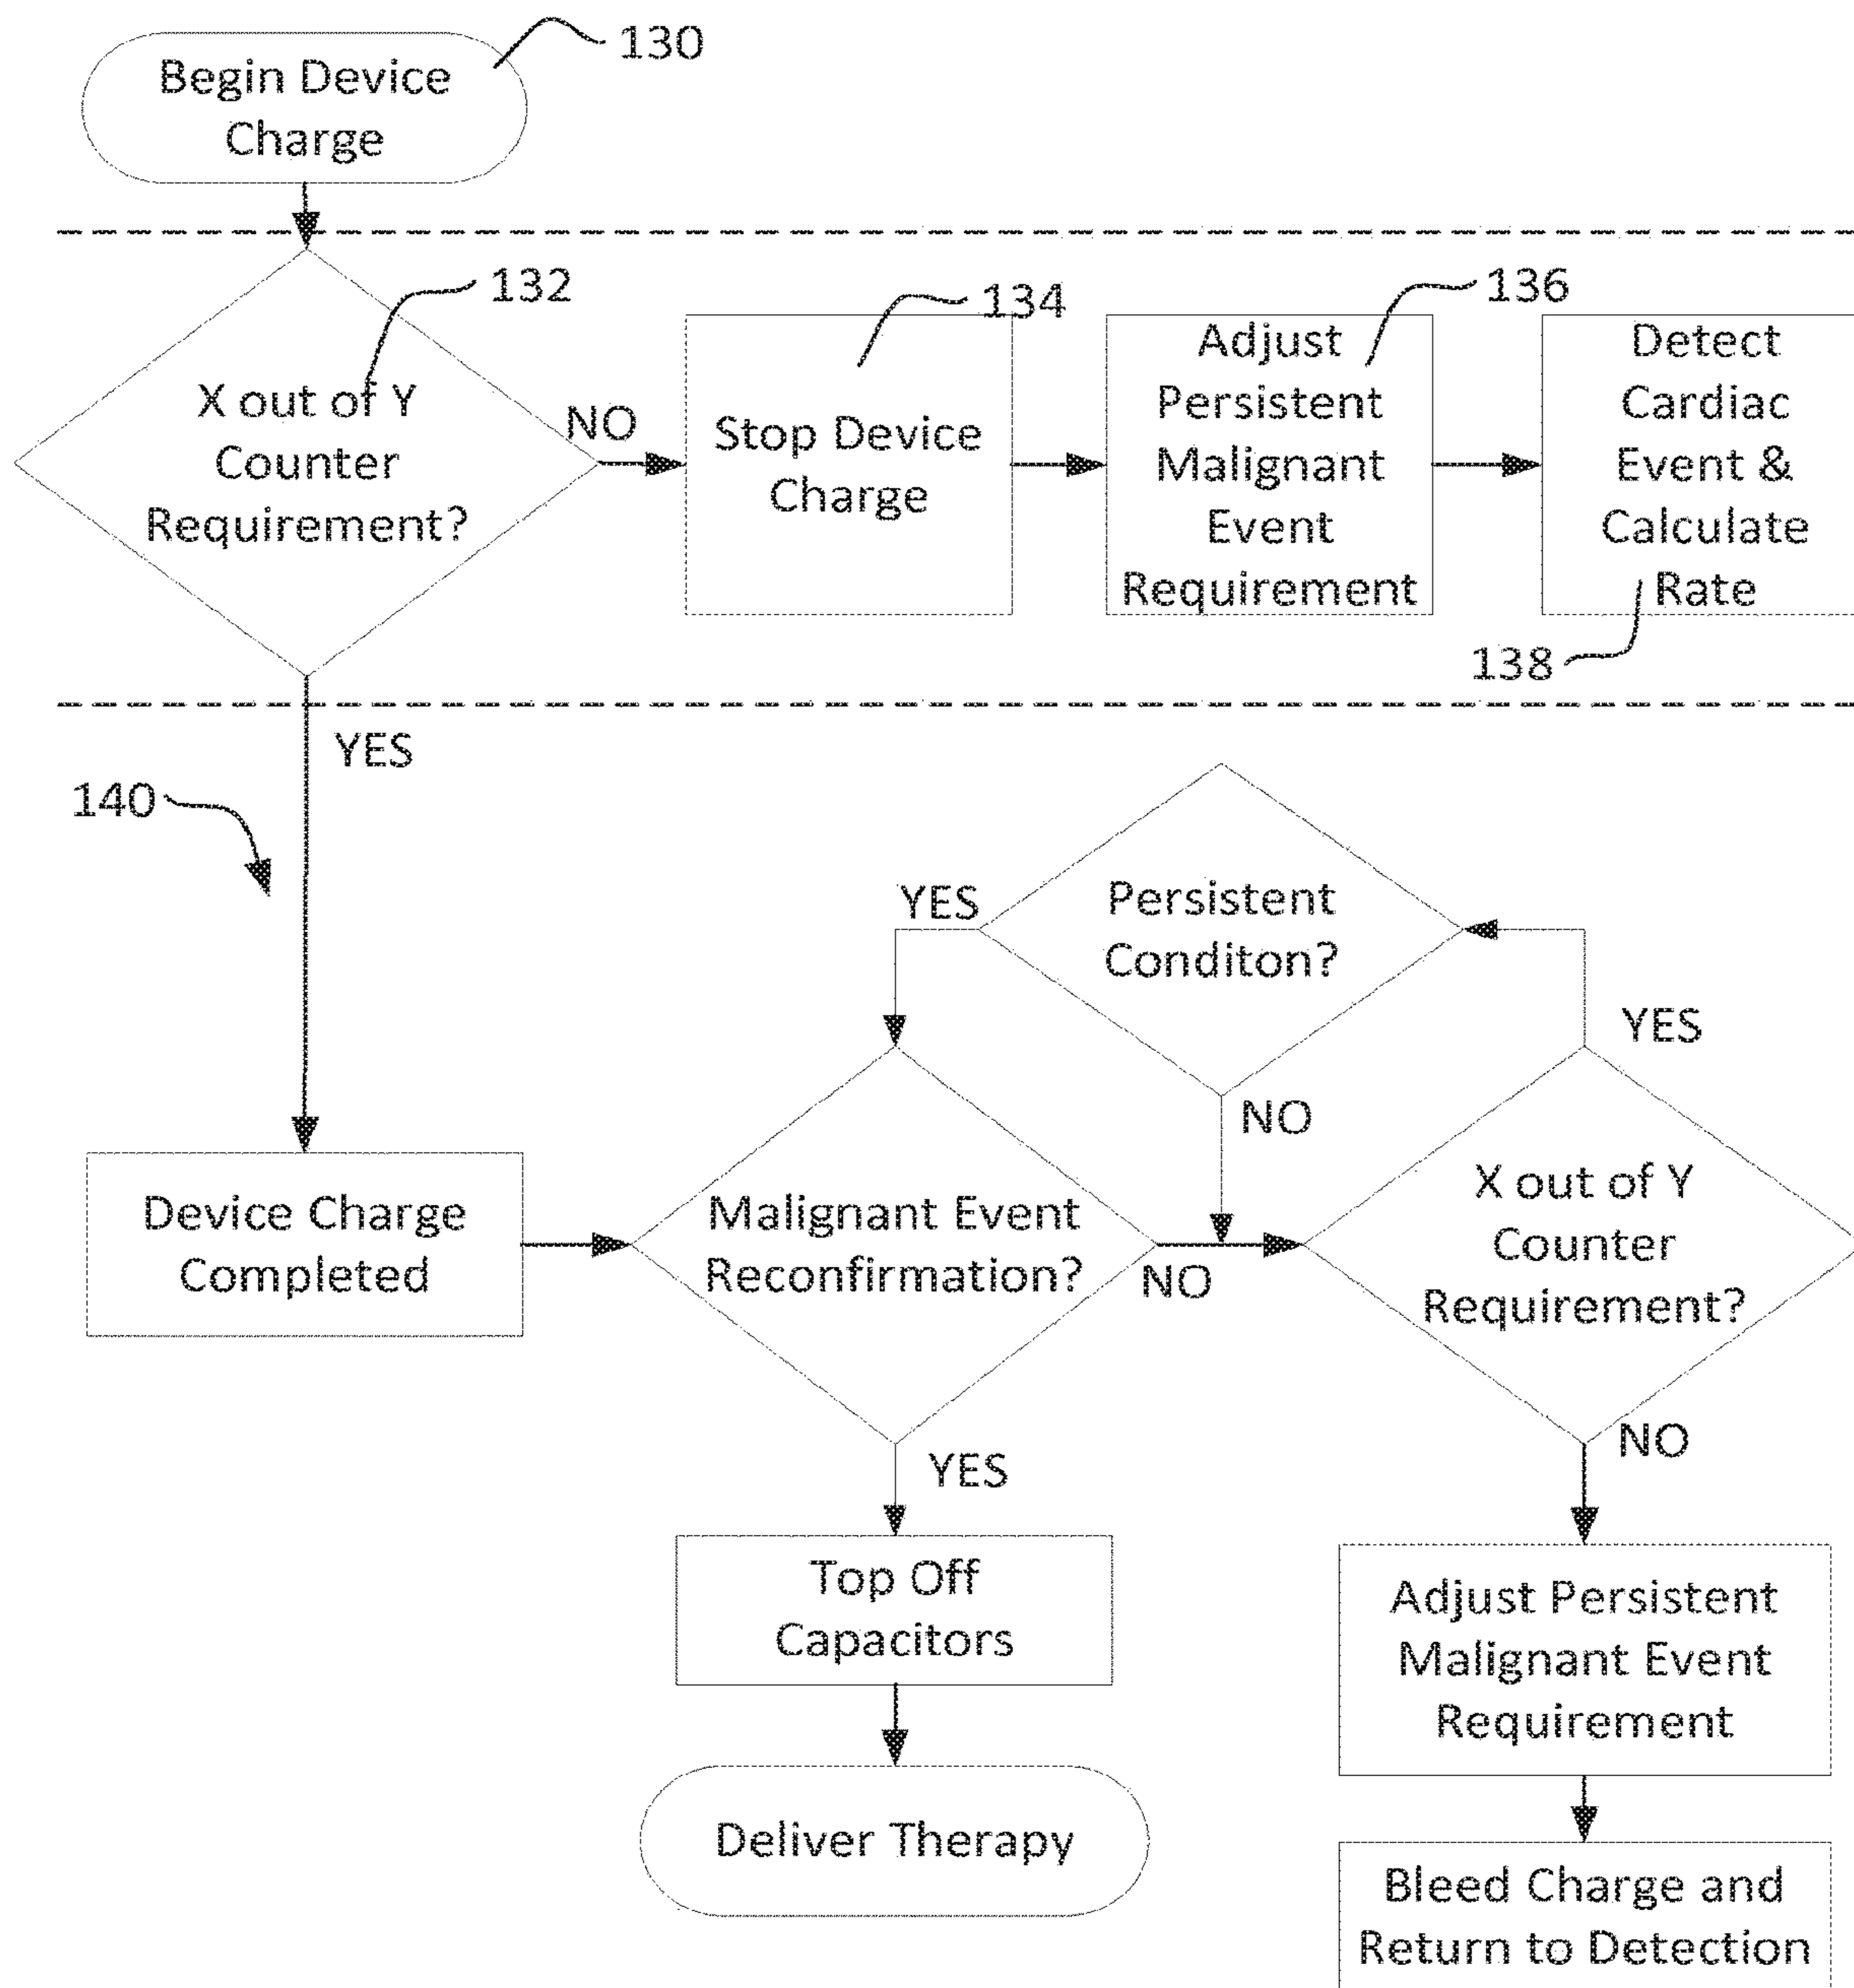 Begin Device
Charge
130
X out of Y
Counter
Requirement?
132
NO
Stop Device
Charge
134
Adjust
Persistent
Malignant
Event
Requirement
136
Detect
Cardiac
Event &
Calculate
Rate
138
YES
140
Persistent
Conditon?
YES
NO
YES
Device Charge
Completed
Malignant Event
Reconfirmation?
NO
X out of Y
Counter
Requirement?
YES
NO
Top Off
Capacitors
Adjust Persistent
Malignant Event
Requirement
Deliver Therapy
Bleed Charge and
Return to Detection